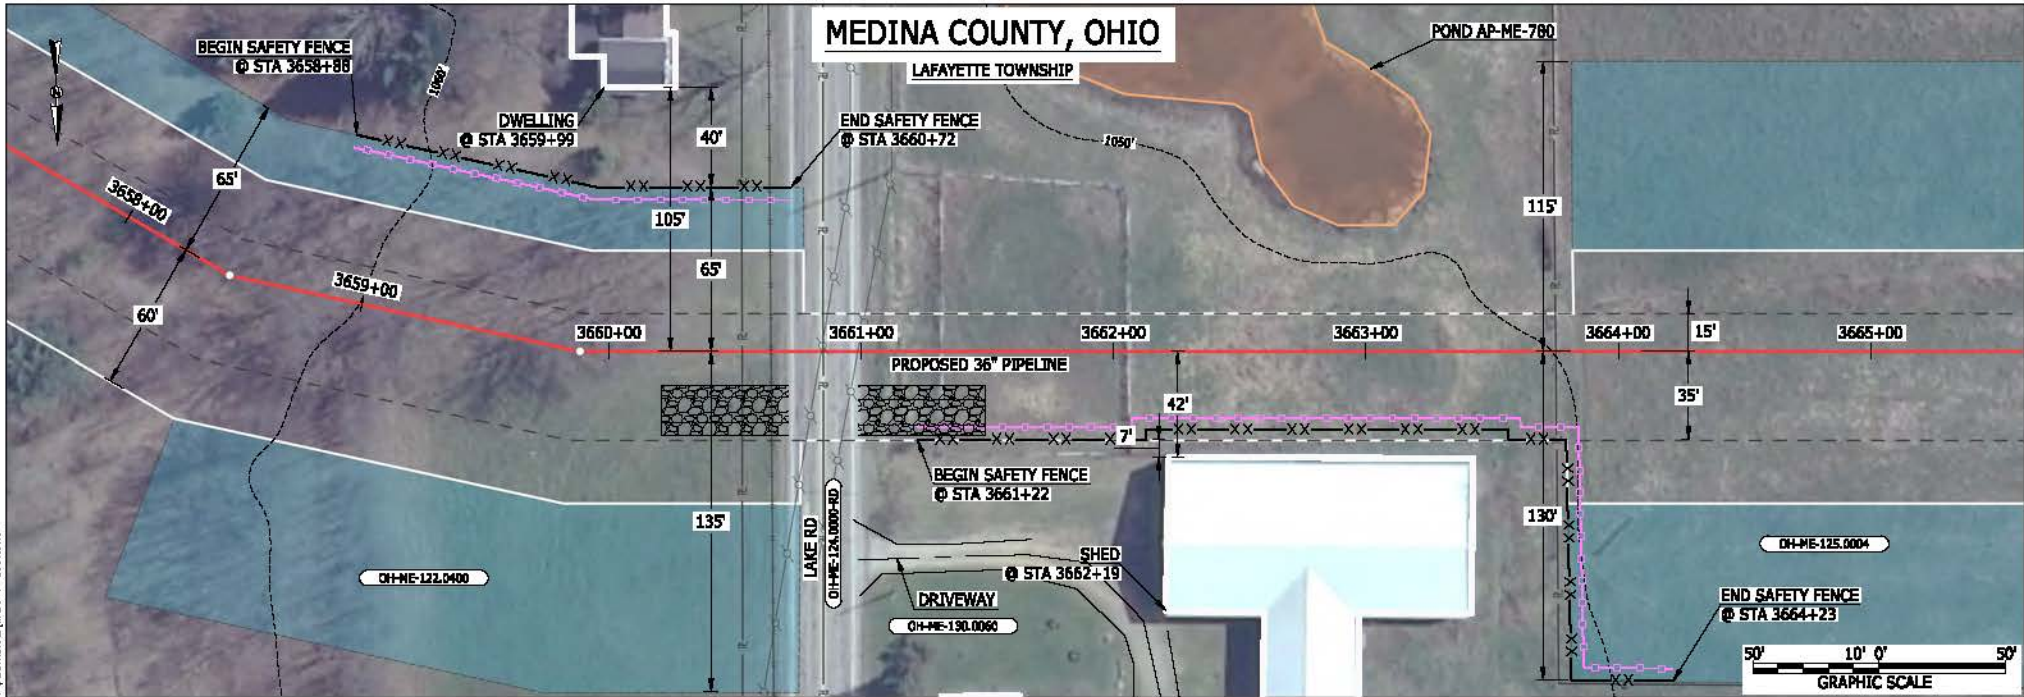 MEDINA COUNTY, OHIO
LAFAYETTE TOWNSHIP
BEGIN SAFETY FENCE
@ STA 3658+88
1060'
DWELLING
@ STA 3659+99
40'
END SAFETY FENCE
@ STA 3660+72
POND AP-ME-780
1050'
65'
3658+00
105'
115'
65'
60'
3659+00
3660+00
3661+00
3662+00
3663+00
3664+00
15'
3665+00
PROPOSED 36" PIPELINE
42'
35'
7'
BEGIN SAFETY FENCE
@ STA 3661+22
135'
130'
LAKE RD
OH-ME-124.0000-RD
OH-ME-122.0400
SHED
@ STA 3662+19
DRIVEWAY
OH-ME-130.0060
OH-ME-125.0004
END SAFETY FENCE
@ STA 3664+23
50' 10' 0' 50'
GRAPHIC SCALE